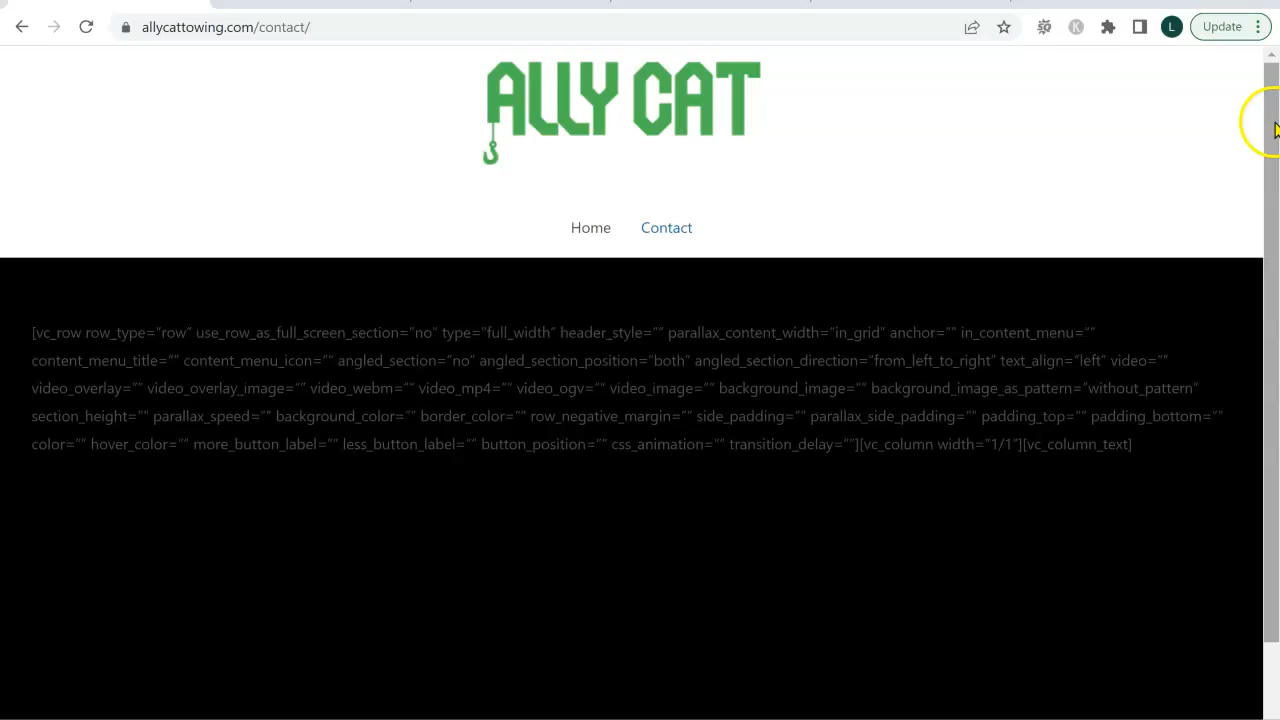 allycattowing.com/contact/
L
Update
ALLY CAT
Home Contact
[vc_row row_type=”row” use_row_as_full_screen_section=”no” type=”full_width” header_style=”” parallax_content_width=”in_grid” anchor=”” in_content_menu=””
content_menu_title=”” content_menu_icon=”” angled_section=”no” angled_section_position=”both” angled_section_direction=”from_left_to_right” text_align=”left” video=””
video_overlay=”” video_overlay_image=”” video_webm=”” video_mp4=”” video_ogv=”” video_image=”” background_image=”” background_image_as_pattern=”without_pattern”
section_height=”” parallax_speed=”” background_color=”” border_color=”” row_negative_margin=”” side_padding=”” parallax_side_padding=”” padding_top=”” padding_bottom=””
color=”” hover_color=”” more_button_label=”” less_button_label=”” button_position=”” css_animation=”” transition_delay=””][vc_column width=”1/1″][vc_column_text]